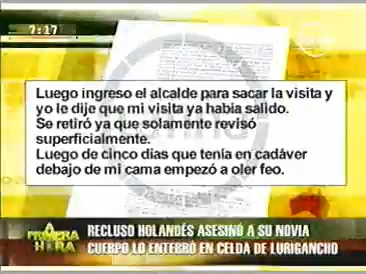 7:17
Luego ingreso el alcalde para sacar la visita y
yo le dije que mi visita ya había salido.
Se retiró ya que solamente revisó
superficialmente.
Luego de cinco días que tenía en cadáver
debajo de mi cama empezó a oler feo.
A PRIMERA
HORA
RECLUSO HOLANDÉS ASESINÓ A SU NOVIA
CUERPO LO ENTERRÓ EN CELDA DE LURIGANCHO